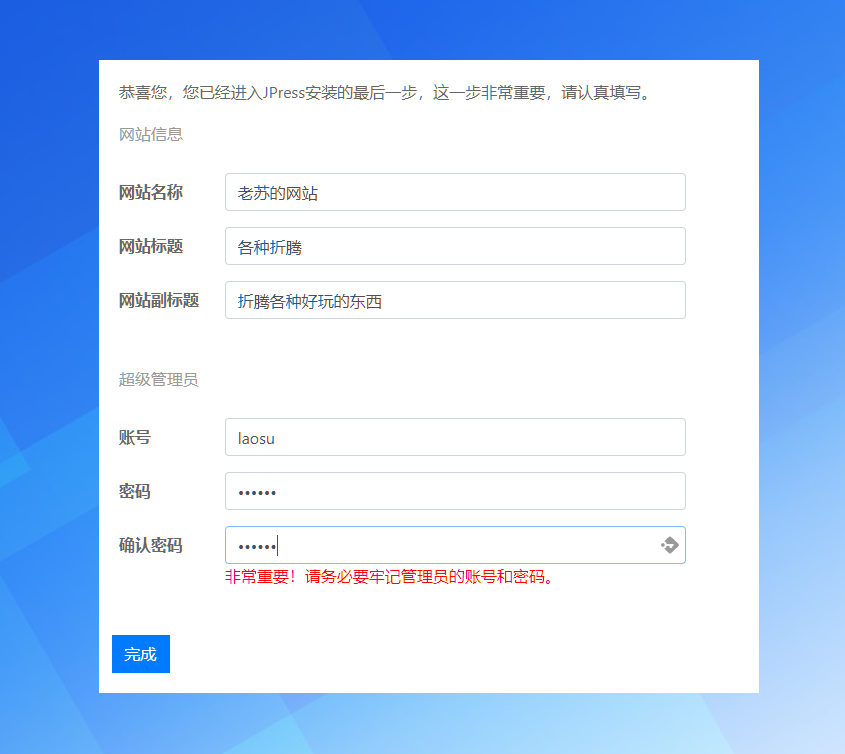 恭喜您，您已经进入JPress安装的最后一步，这一步非常重要，请认真填写。
网站信息
网站名称 老苏的网站
网站标题 各种折腾
网站副标题 折腾各种好玩的东西
超级管理员
账号 laosu
密码 ••••••
确认密码 ••••••
非常重要！请务必要牢记管理员的账号和密码。
完成